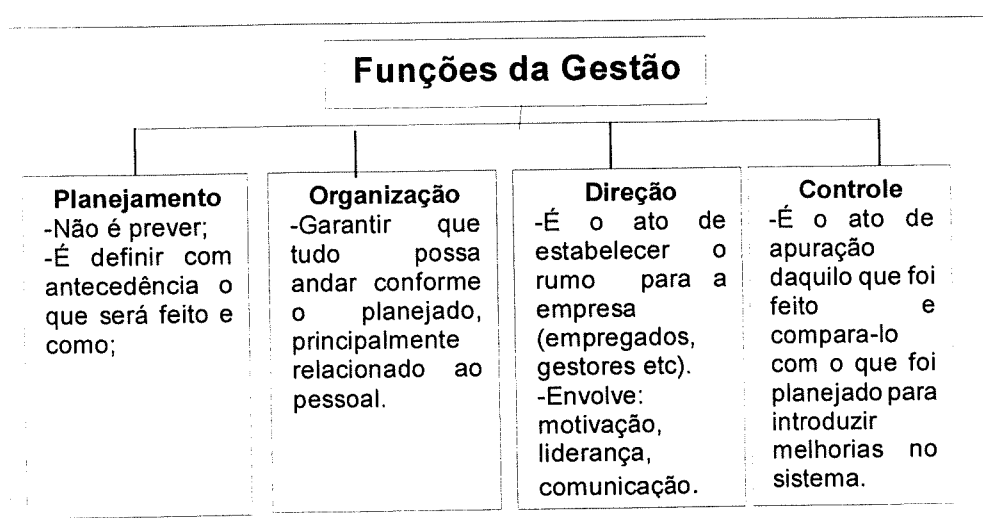 Funções da Gestão
Planejamento
-Não é prever;
-É definir com
antecedência o
que será feito e
como;
Organização
-Garantir que
tudo possa
andar conforme
o planejado,
principalmente
relacionado ao
pessoal.
Direção
-É o ato de
estabelecer o
rumo para a
empresa
(empregados,
gestores etc).
-Envolve:
motivação,
liderança,
comunicação.
Controle
-É o ato de
apuração
daquilo que foi
feito e
compara-lo
com o que foi
planejado para
introduzir
melhorias no
sistema.